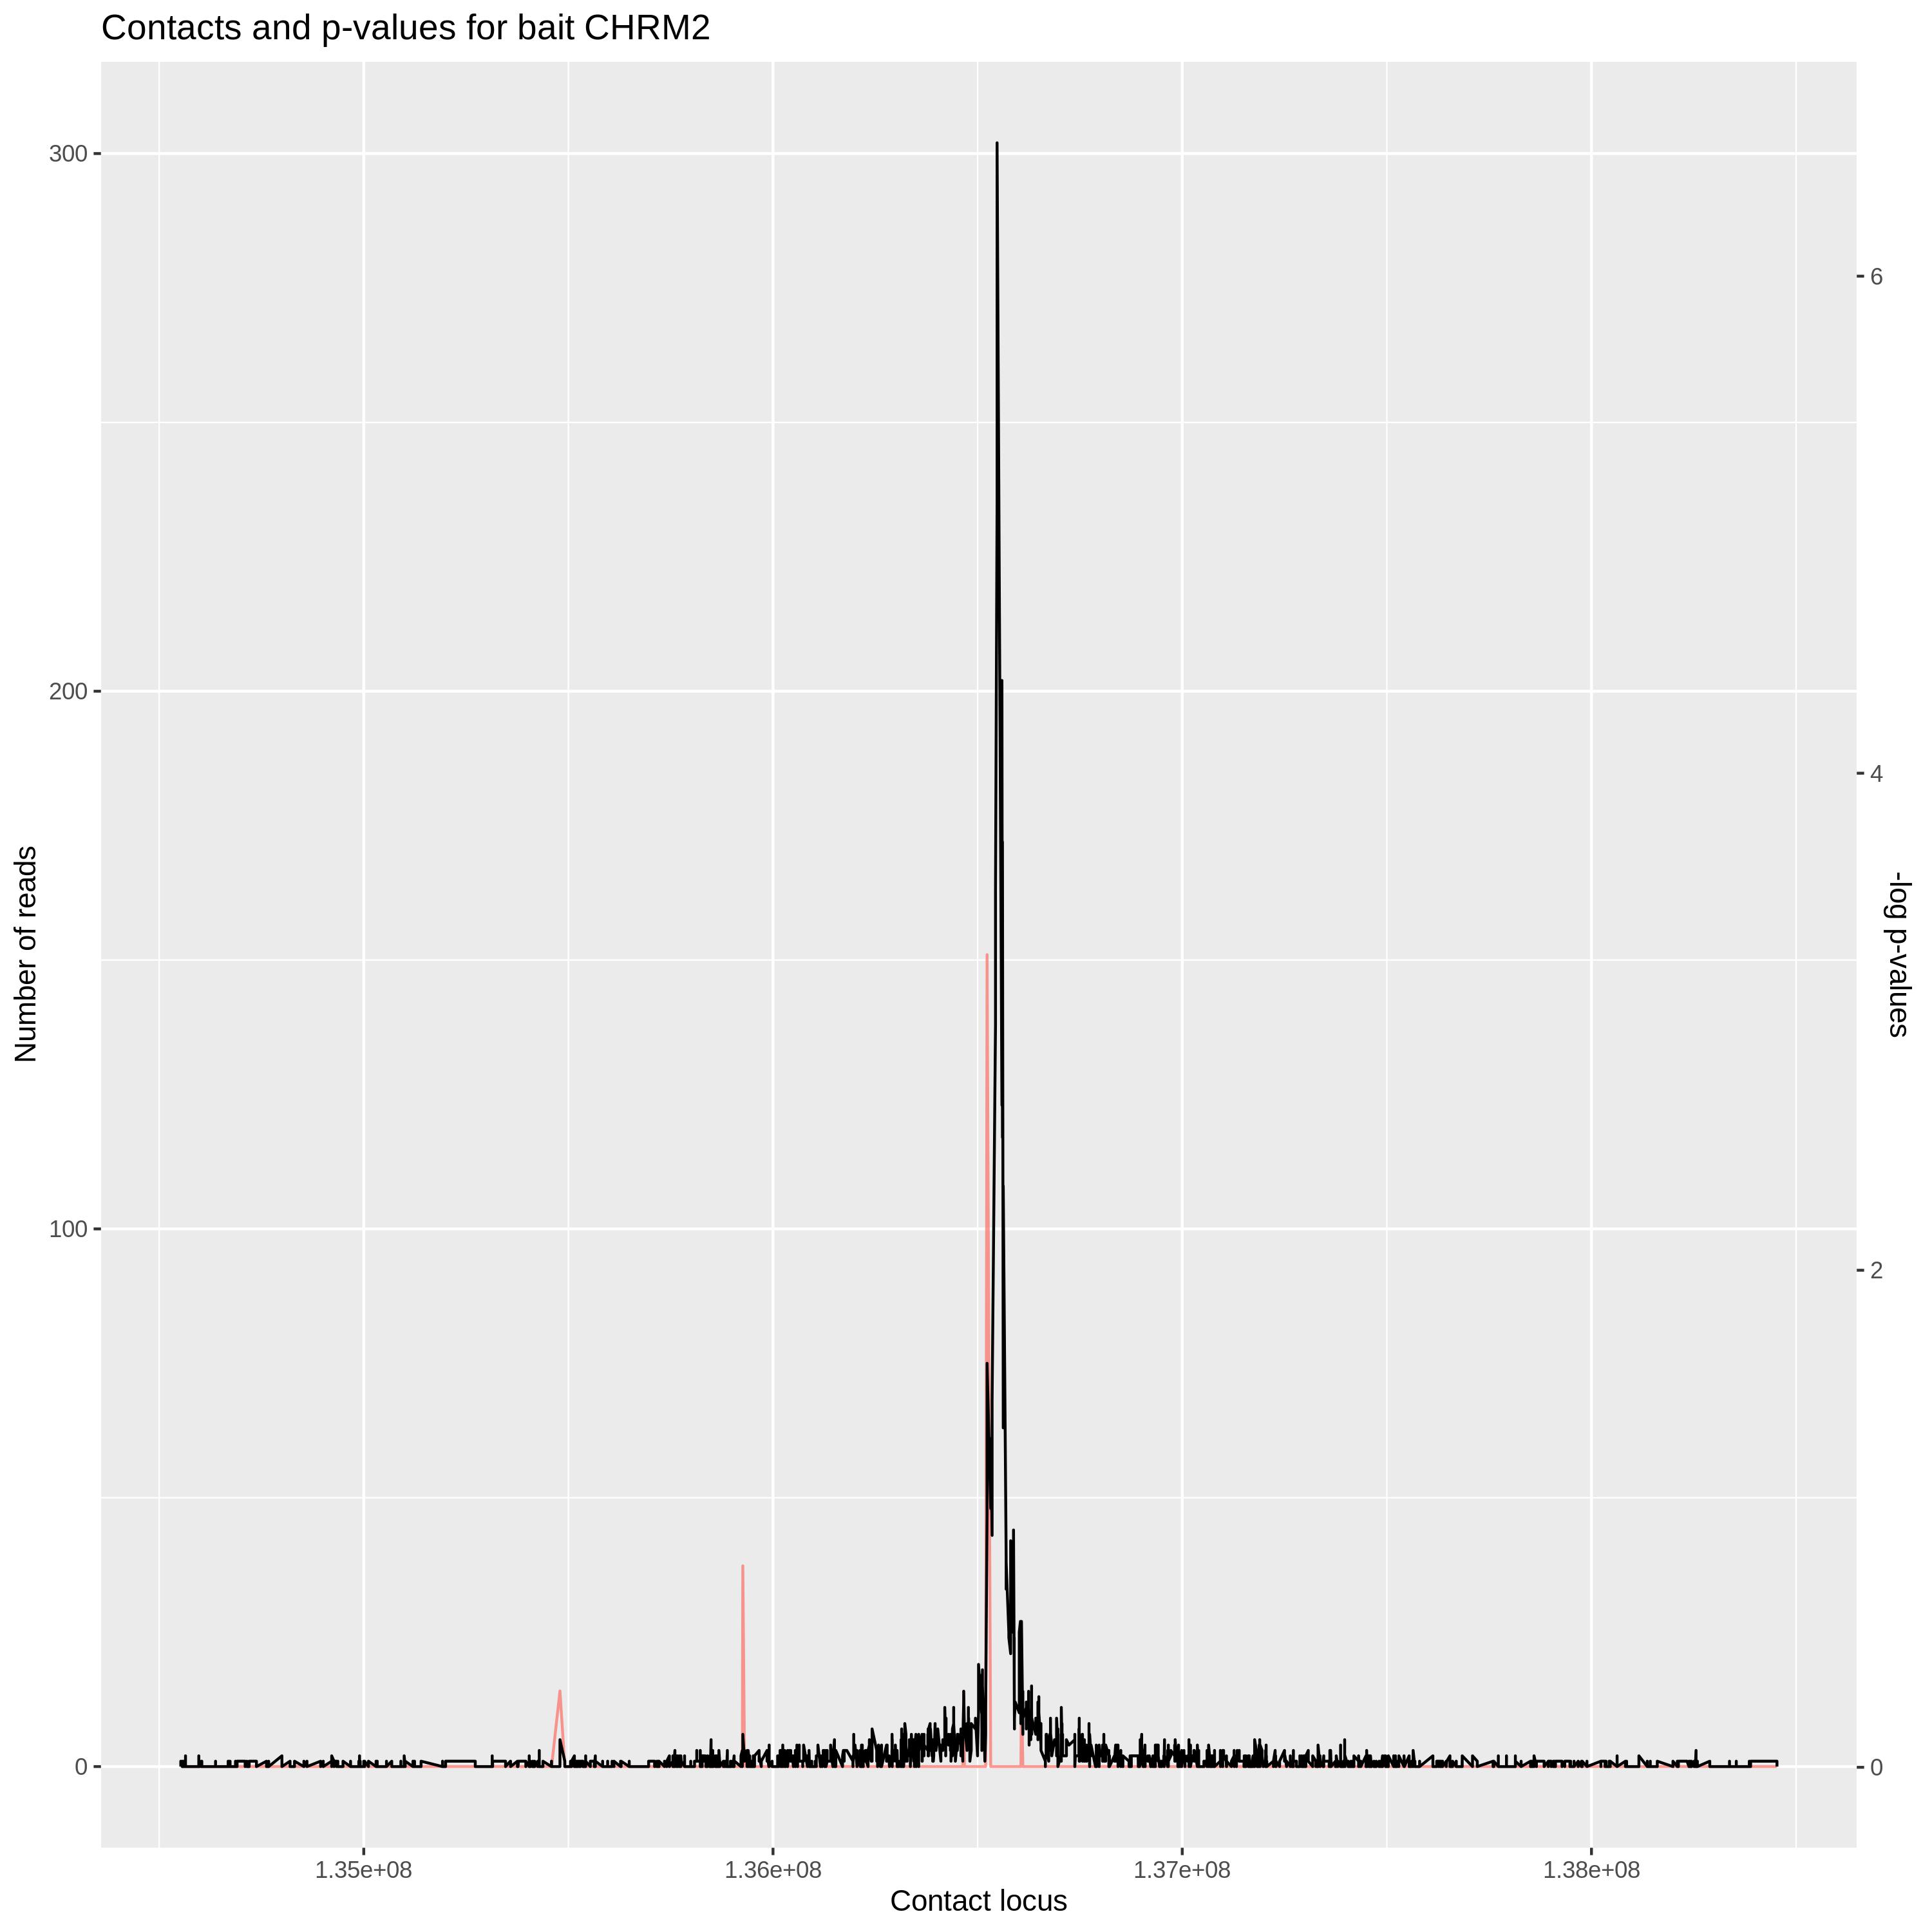 Contacts and p-values for bait CHRM2
300
200
100
0
Number of reads
6
4
2
0
-log p-values
1.35e+08
1.36e+08
1.37e+08
1.38e+08
Contact locus